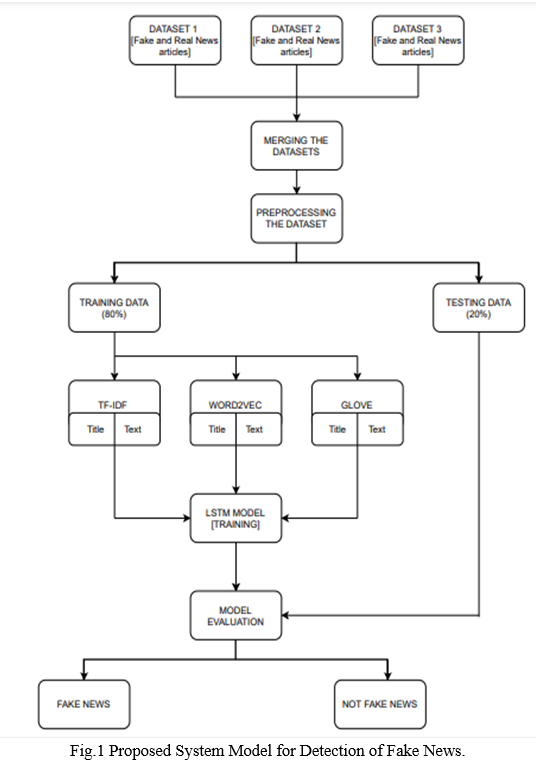 DATASET 1
[Fake and Real News
articles]
DATASET 2
[Fake and Real News
articles]
DATASET 3
[Fake and Real News
articles]
MERGING THE
DATASETS
PREPROCESSING
THE DATASET
TRAINING DATA
(80%)
TESTING DATA
(20%)
TF-IDF
Title Text
WORD2VEC
Title Text
GLOVE
Title Text
LSTM MODEL
[TRAINING]
MODEL
EVALUATION
FAKE NEWS
NOT FAKE NEWS
Fig.1 Proposed System Model for Detection of Fake News.